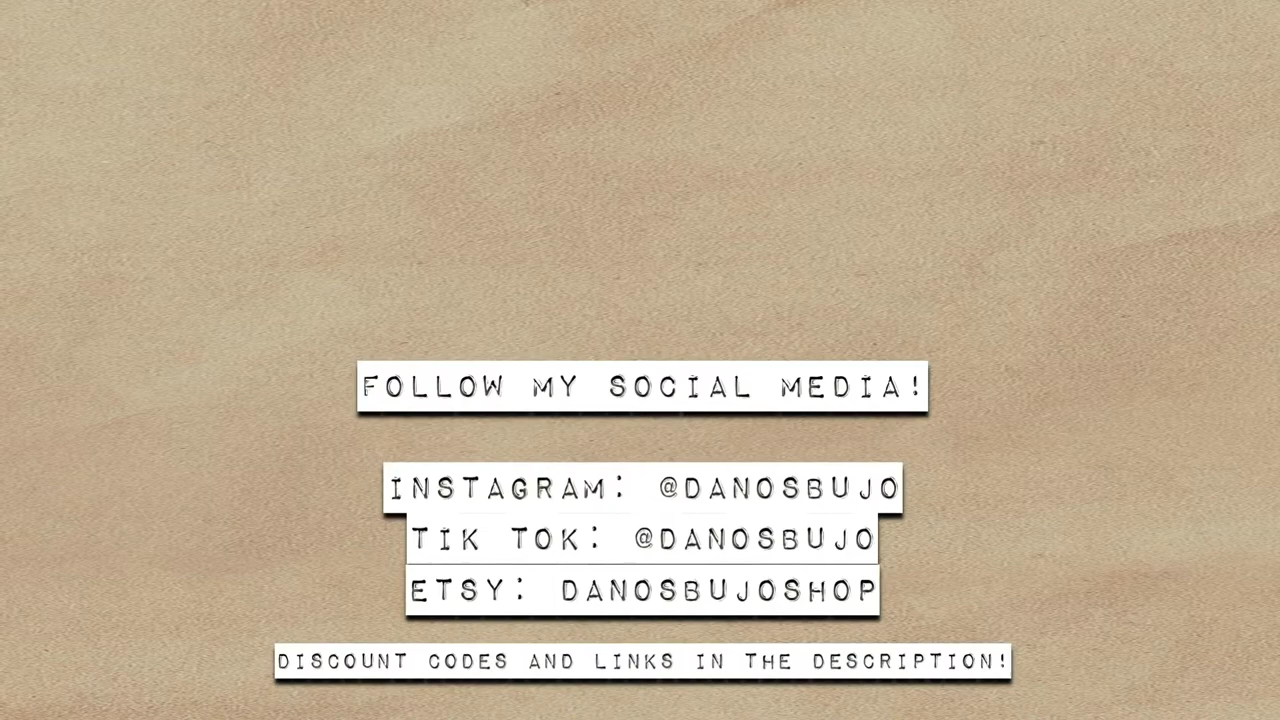 FOLLOW MY SOCIAL MEDIA!
INSTAGRAM: @DANOSBUJO
TIK TOK: @DANOSBUJO
ETSY: DANOSBUJOSHOP
DISCOUNT CODES AND LINKS IN THE DESCRIPTION!